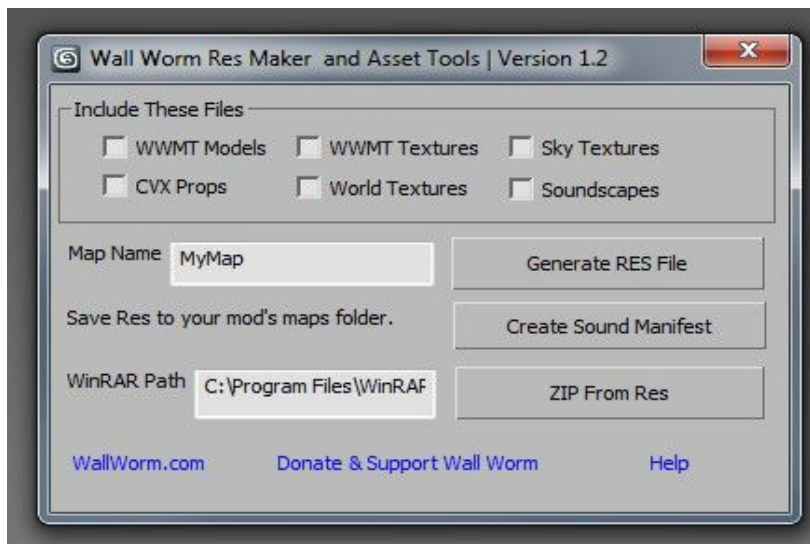 Wall Worm Res Maker and Asset Tools | Version 1.2
Include These Files
WWMT Models WWMT Textures Sky Textures
CVX Props World Textures Soundscapes
Map Name MyMap Generate RES File
Save Res to your mod's maps folder. Create Sound Manifest
WinRAR Path C:\Program Files\WinRAR ZIP From Res
WallWorm.com Donate & Support Wall Worm Help